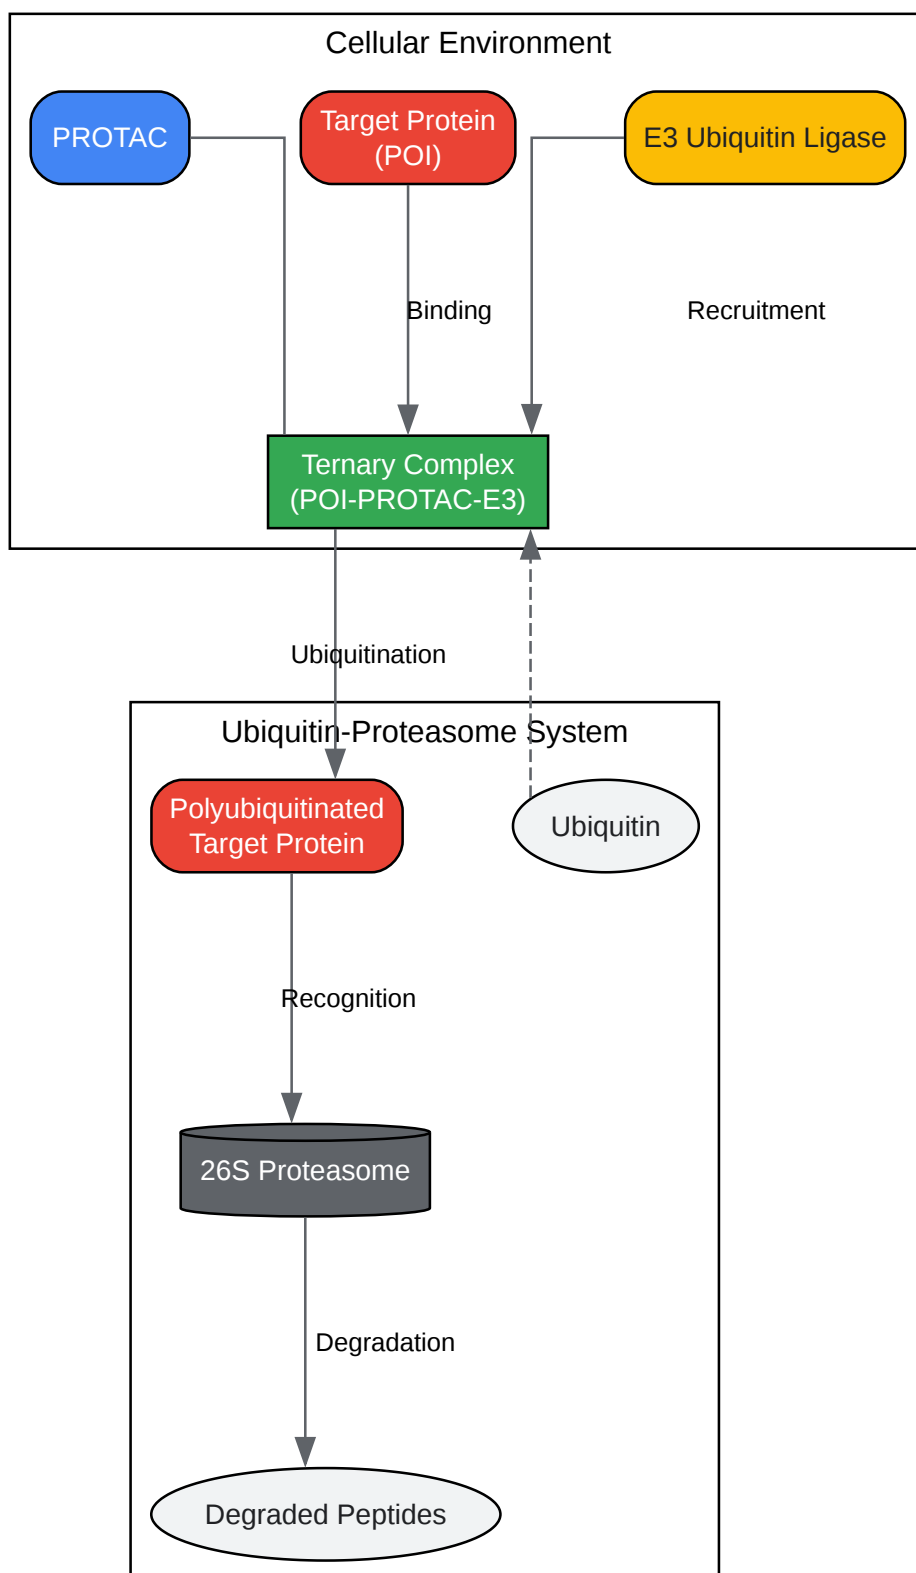 Cellular Environment
PROTAC
Target Protein
(POI)
E3 Ubiquitin Ligase
Binding
Recruitment
Ternary Complex
(POI-PROTAC-E3)
Ubiquitination
Ubiquitin-Proteasome System
Polyubiquitinated
Target Protein
Ubiquitin
Recognition
26S Proteasome
Degradation
Degraded Peptides